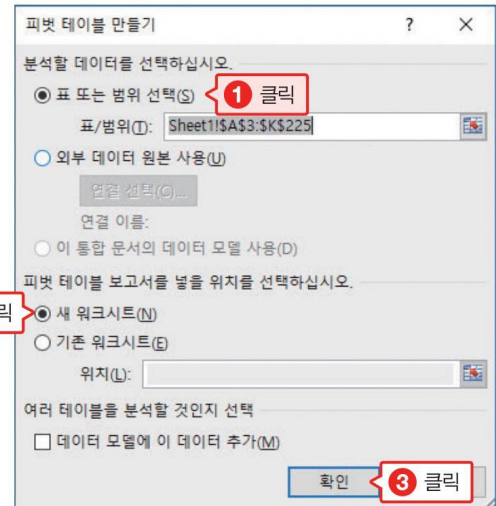 피벗 테이블 만들기 ? ×
분석할 데이터를 선택하십시오.
표 또는 범위 선택(S) 1 클릭
표/범위(T): Sheet1!$A$3:$K$225
외부 데이터 원본 사용(U)
연결 선택(C)...
연결 이름:
이 통합 문서의 데이터 모델 사용(D)
피벗 테이블 보고서를 넣을 위치를 선택하십시오.
릭 새 워크시트(N)
기존 워크시트(E)
위치(L):
여러 테이블을 분석할 것인지 선택
데이터 모델에 이 데이터 추가(M)
확인 3 클릭